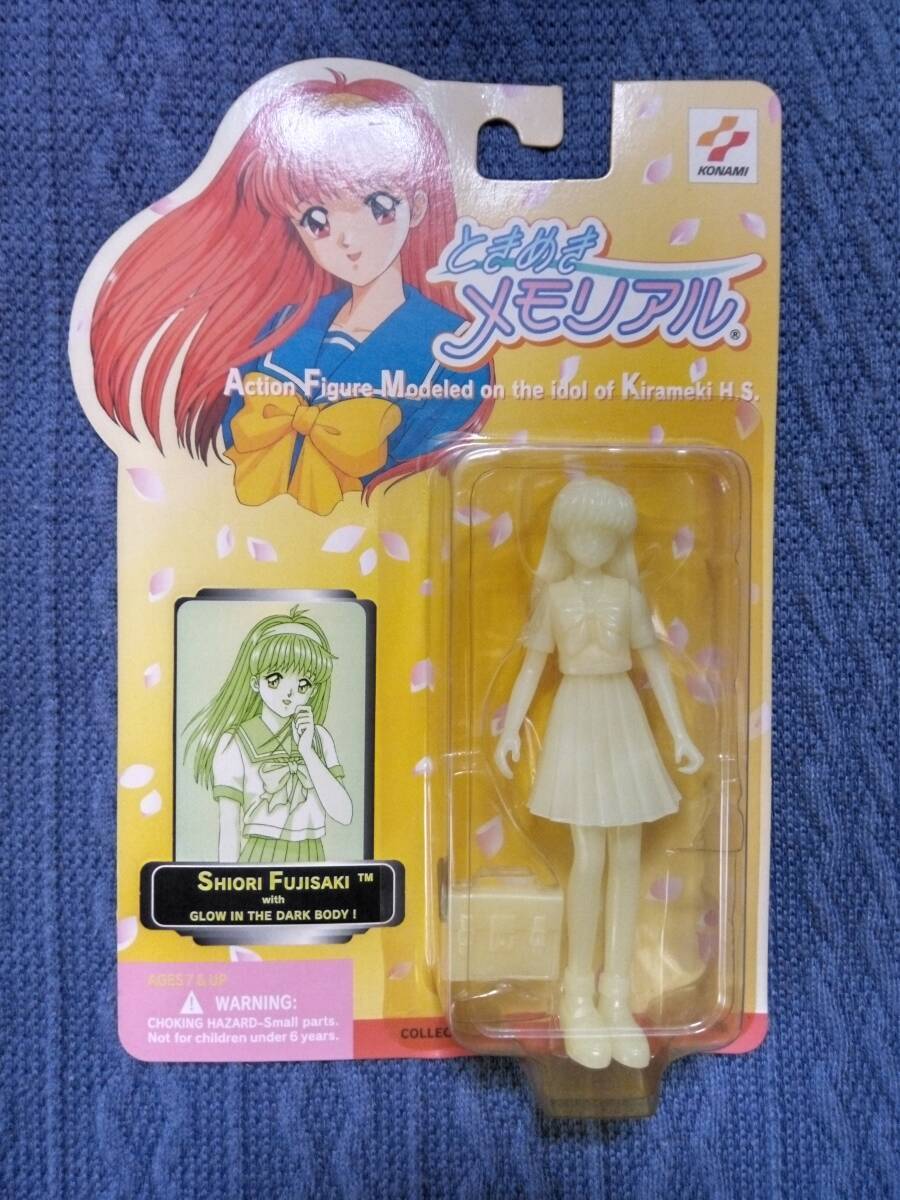 KONAMI
ときめき
メモリアル®
Action Figure Modeled on the idol of Kirameki H.S.
SHIORI FUJISAKI ™
with
GLOW IN THE DARK BODY !
AGES 7 & UP
WARNING:
CHOKING HAZARD–Small parts.
Not for children under 6 years.
COLLEC